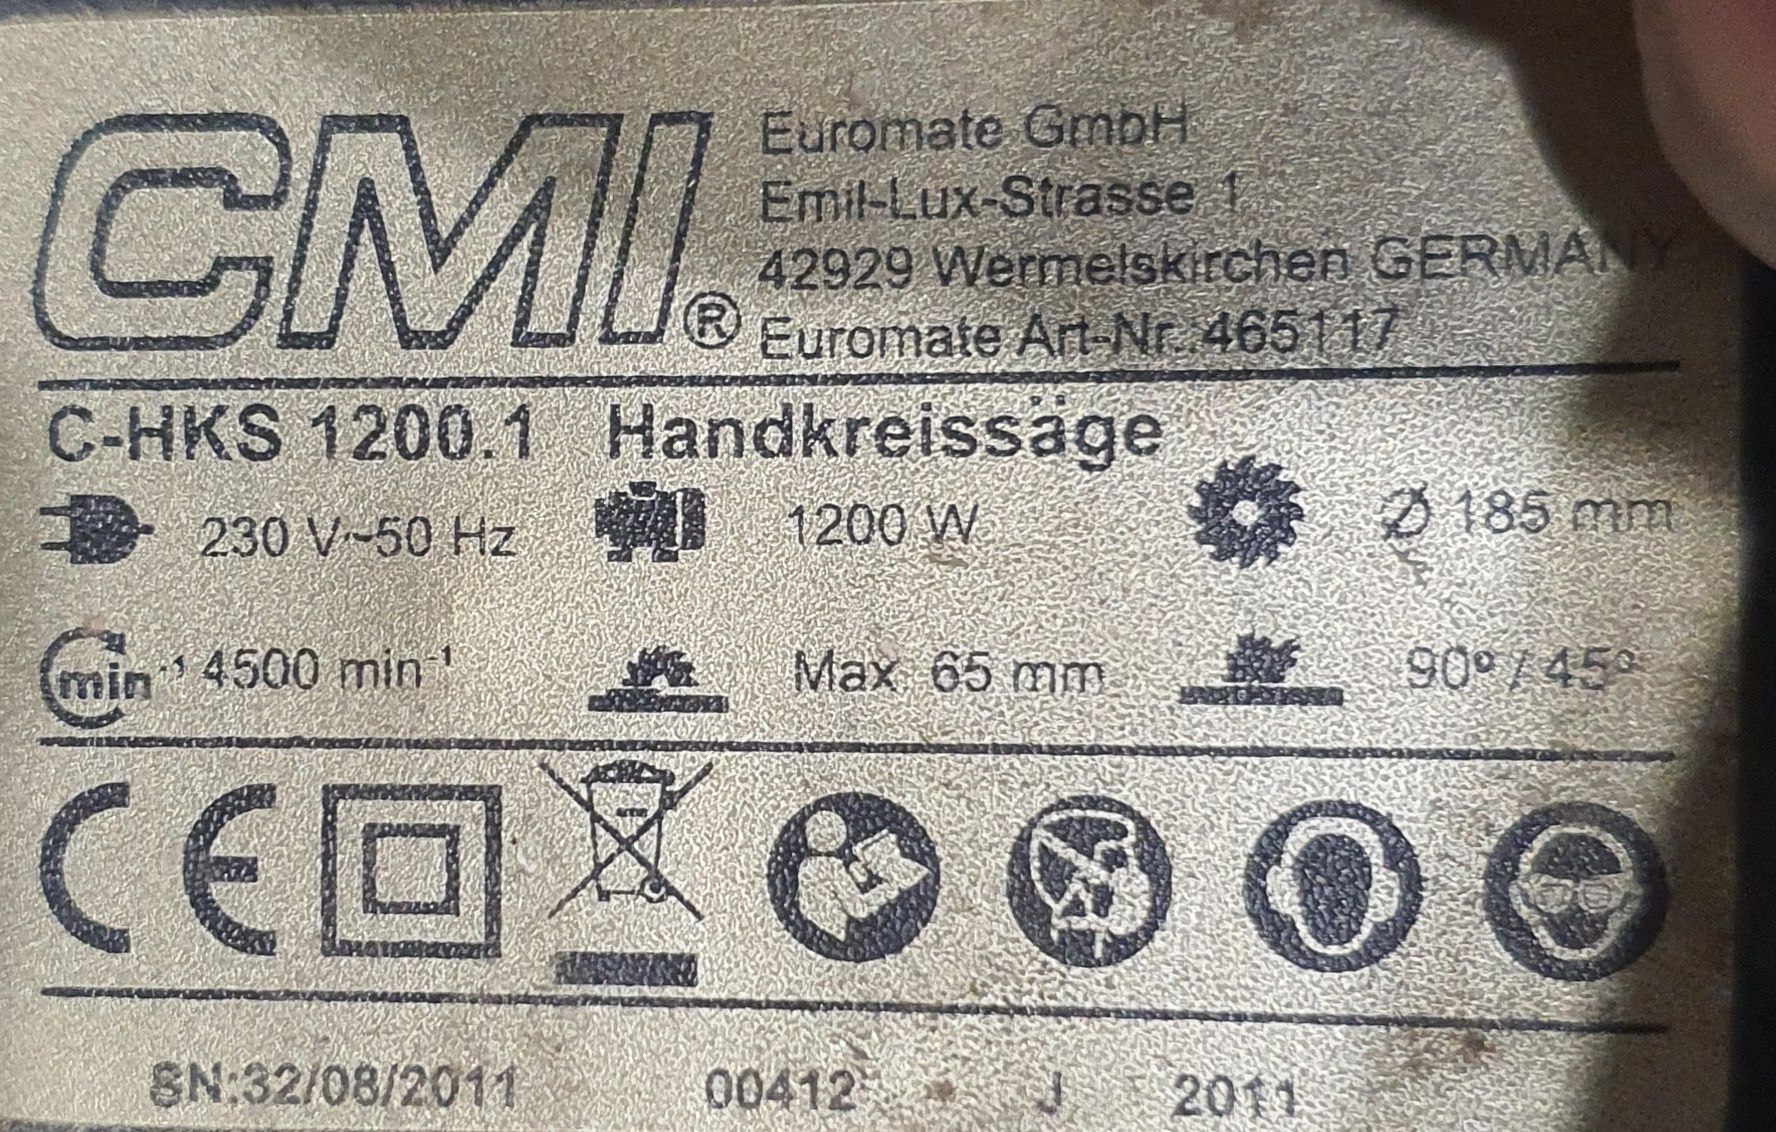 CMI®
Euromate GmbH
Emil-Lux-Strasse 1
42929 Wermelskirchen GERMANY
Euromate Art-Nr.:465117
C-HKS 1200.1 Handkreissäge
230 V~50 Hz 1200 W Ø 185 mm
min⁻¹ 4500 min⁻¹ Max. 65 mm 90º / 45º
CE
SN:32/08/2011 00412 J 2011